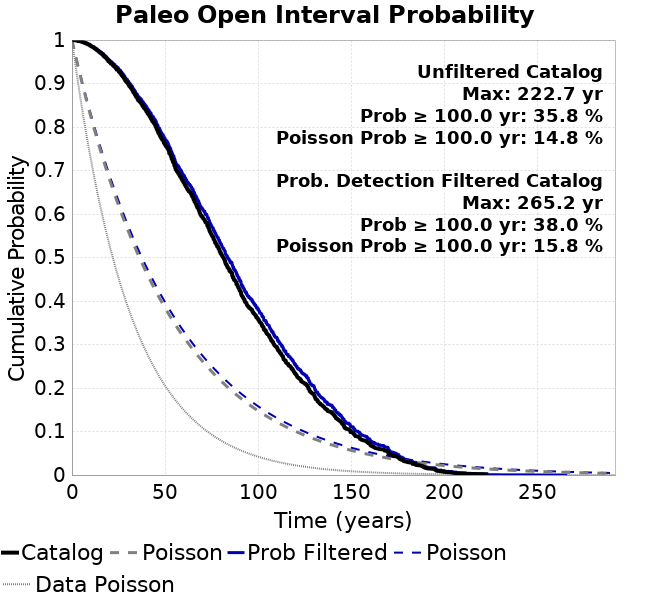 Paleo Open Interval Probability
Unfiltered Catalog
Max: 222.7 yr
Prob ≥ 100.0 yr: 35.8 %
Poisson Prob ≥ 100.0 yr: 14.8 %
Prob. Detection Filtered Catalog
Max: 265.2 yr
Prob ≥ 100.0 yr: 38.0 %
Poisson Prob ≥ 100.0 yr: 15.8 %
Cumulative Probability
1
0.9
0.8
0.7
0.6
0.5
0.4
0.3
0.2
0.1
0
0 50 100 150 200 250
Time (years)
Catalog Poisson Prob Filtered Poisson
Data Poisson